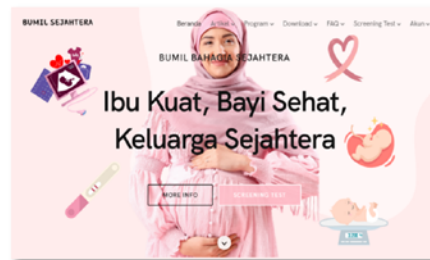 BUMIL SEJAHTERA
Beranda Artikel Program Download FAQ Screening Test Akun
BUMIL BAHAGIA SEJAHTERA
Ibu Kuat, Bayi Sehat,
Keluarga Sejahtera
MORE INFO SCREENING TEST